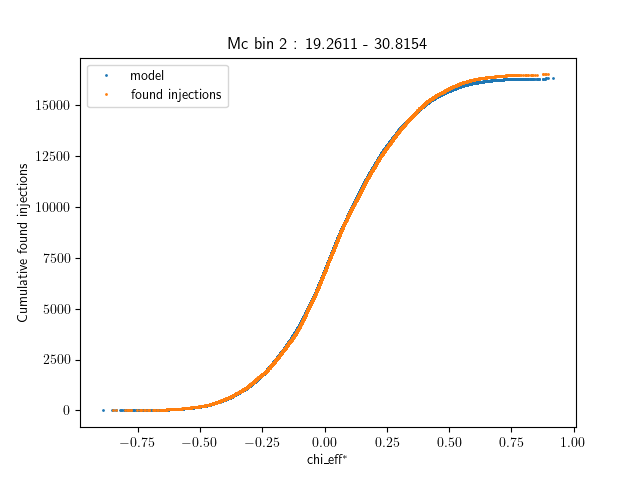 Mc bin 2 : 19.2611 - 30.8154
model
found injections
Cumulative found injections
15000
12500
10000
7500
5000
2500
0
−0.75 −0.50 −0.25 0.00 0.25 0.50 0.75 1.00
chi_eff*